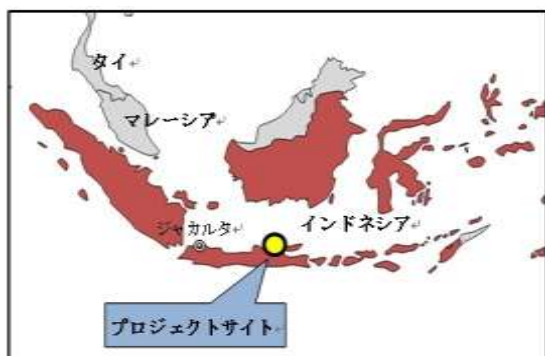 タイ
マレーシア
ジャカルタ
インドネシア
プロジェクトサイト